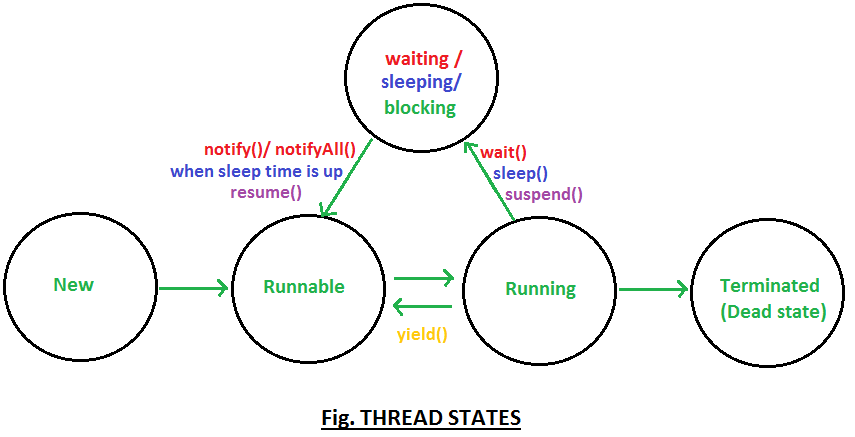 waiting /
sleeping/
blocking
notify()/ notifyAll()
when sleep time is up
resume()
wait()
sleep()
suspend()
New
Runnable
Running
Terminated
(Dead state)
yield()
Fig. THREAD STATES